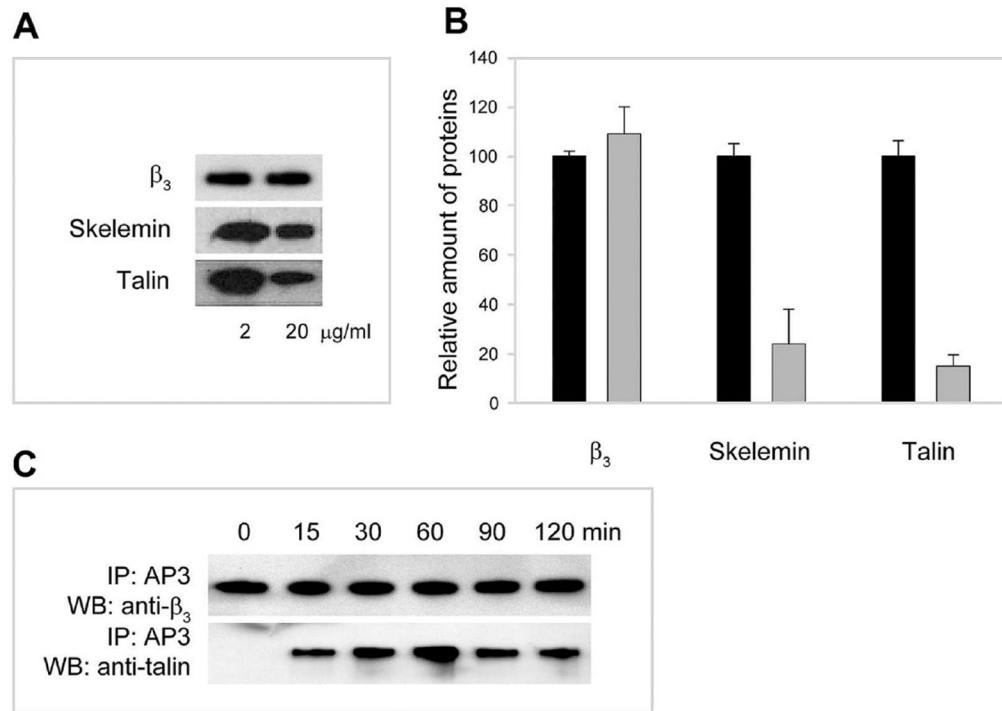 A
β3
Skelemin
Talin
2 20 μg/ml
B
Relative amount of proteins
140
120
100
80
60
40
20
0
β3 Skelemin Talin
C
0 15 30 60 90 120 min
IP: AP3
WB: anti-β3
IP: AP3
WB: anti-talin